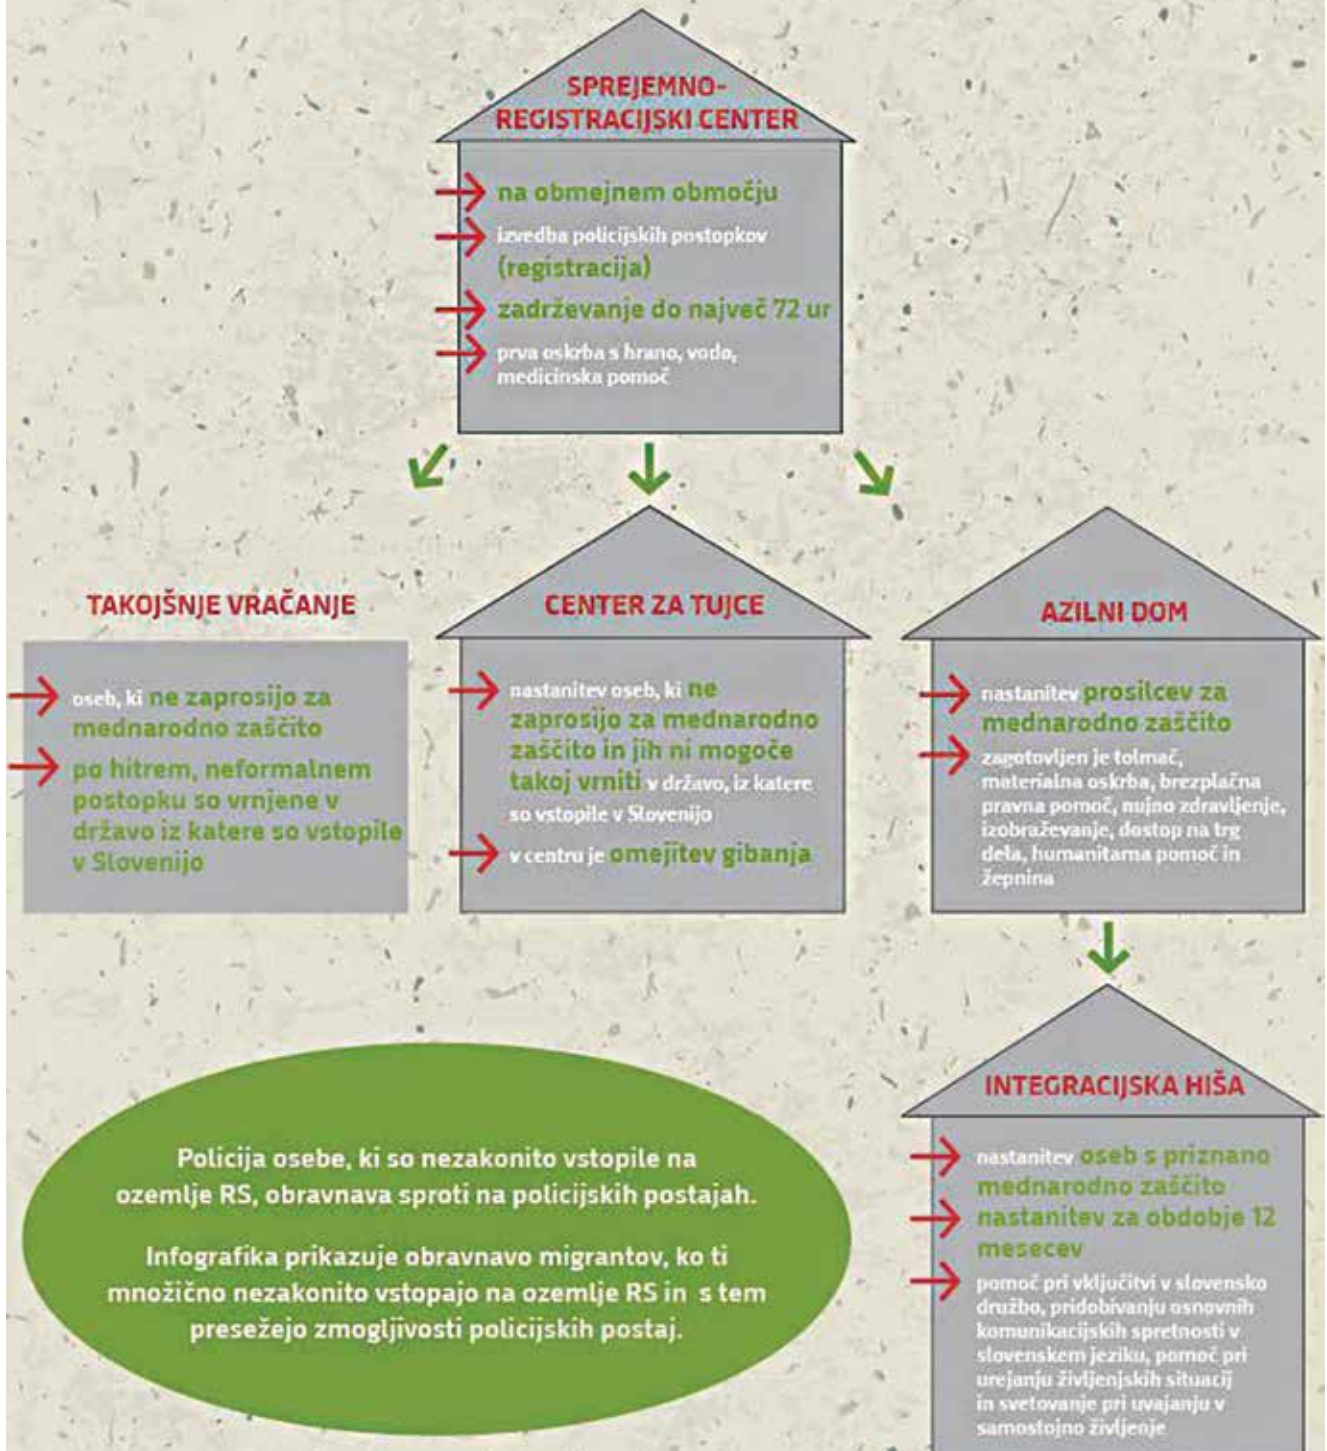 SPREJEMNO-
REGISTRACIJSKI CENTER
na obmejnem območju
izvedba policijskih postopkov
(registracija)
zadrževanje do največ 72 ur
prva oskrba s hrano, vodo,
medicinska pomoč
TAKOJŠNJE VRAČANJE
oseb, ki ne zaprosijo za
mednarodno zaščito
po hitrem, neformalnem
postopku so vrnjene v
državo iz katere so vstopile
v Slovenijo
CENTER ZA TUJCE
nastanitev oseb, ki ne
zaprosijo za mednarodno
zaščito in jih ni mogoče
takoj vrniti v državo, iz katere
so vstopile v Slovenijo
v centru je omejitev gibanja
AZILNI DOM
nastanitev prosilcev za
mednarodno zaščito
zagotovljen je tolmač,
materialna oskrba, brezplačna
pravna pomoč, nujno zdravljenje,
izobraževanje, dostop na trg
dela, humanitarna pomoč in
žepnina
INTEGRACIJSKA HIŠA
nastanitev oseb s priznano
mednarodno zaščito
nastanitev za obdobje 12
mesecev
pomoč pri vključitvi v slovensko
družbo, pridobivanju osnovnih
komunikacijskih spretnosti v
slovenskem jeziku, pomoč pri
urejanju življenjskih situacij
in svetovanje pri uvajanju v
samostojno življenje
Policija osebe, ki so nezakonito vstopile na
ozemlje RS, obravnava sproti na policijskih postajah.
Infografika prikazuje obravnavo migrantov, ko ti
množično nezakonito vstopajo na ozemlje RS in s tem
presežejo zmogljivosti policijskih postaj.